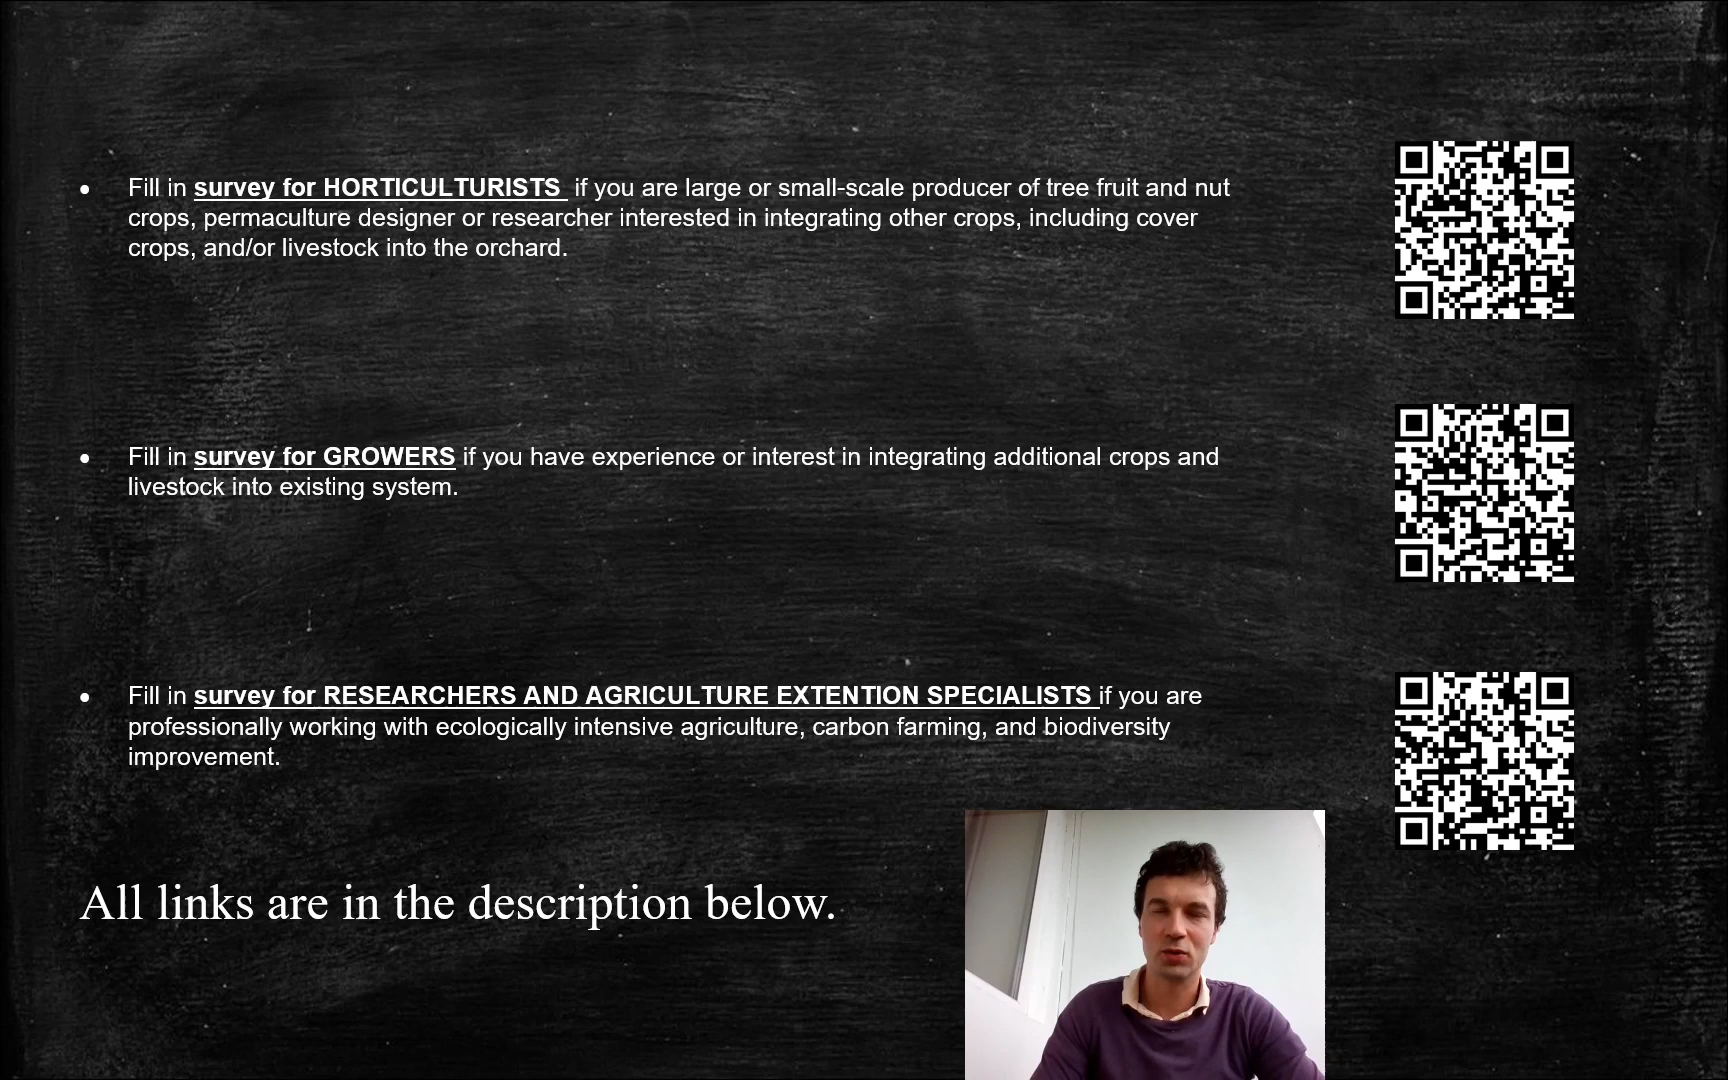 • Fill in survey for HORTICULTURISTS if you are large or small-scale producer of tree fruit and nut
crops, permaculture designer or researcher interested in integrating other crops, including cover
crops, and/or livestock into the orchard.
• Fill in survey for GROWERS if you have experience or interest in integrating additional crops and
livestock into existing system.
• Fill in survey for RESEARCHERS AND AGRICULTURE EXTENTION SPECIALISTS if you are
professionally working with ecologically intensive agriculture, carbon farming, and biodiversity
improvement.
All links are in the description below.